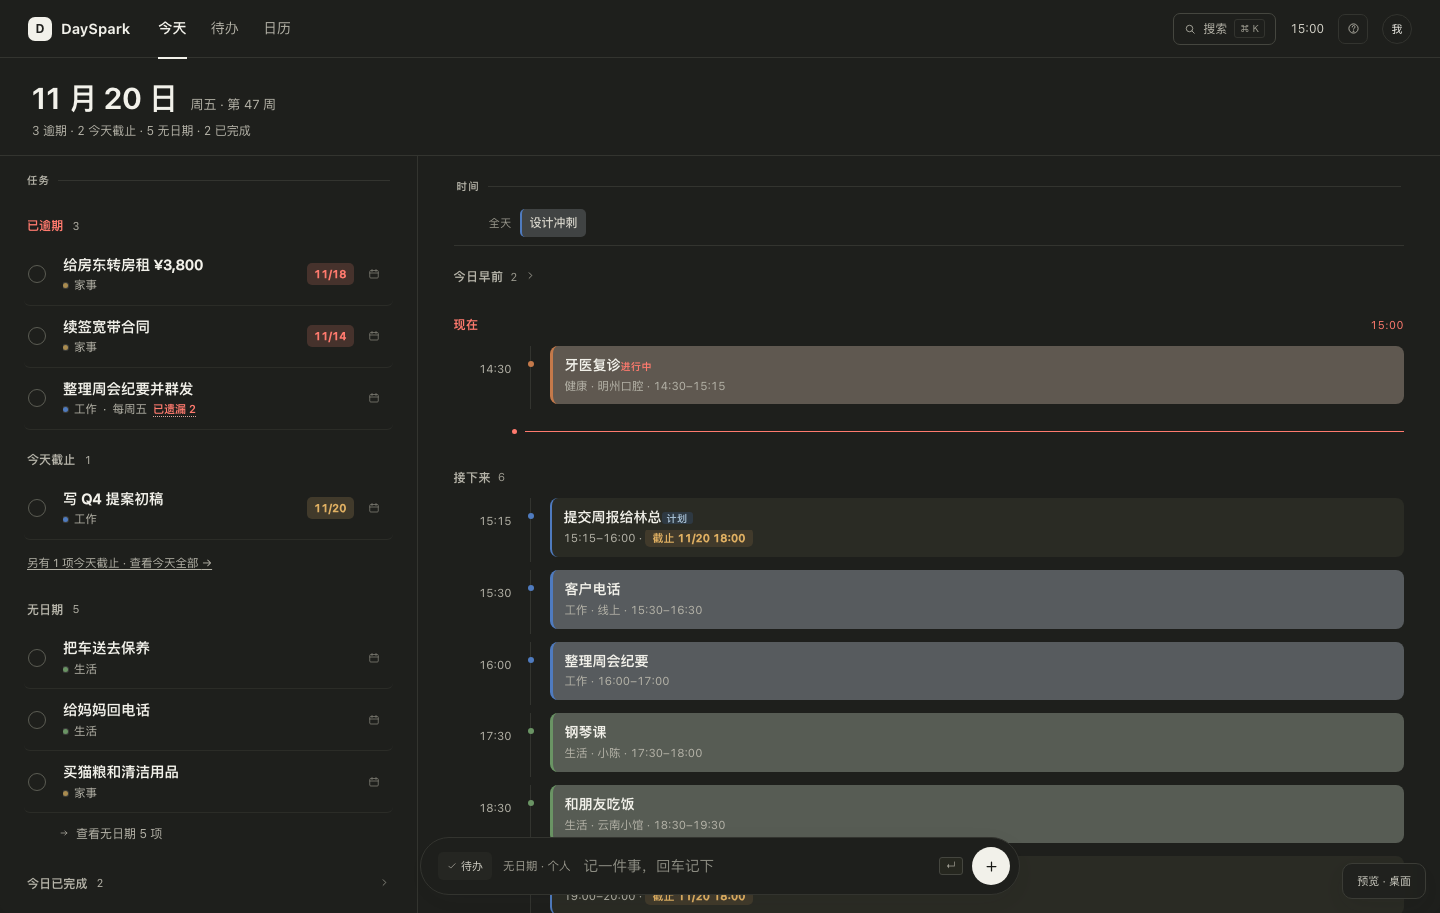 D DaySpark 今天 待办 日历 搜索 ⌘ K 15:00 我
11 月 20 日 周五 · 第 47 周
3 逾期 · 2 今天截止 · 5 无日期 · 2 已完成
任务
已逾期 3
给房东转房租 ¥3,800 11/18
家事
续签宽带合同 11/14
家事
整理周会纪要并群发
工作 · 每周五 已遗漏 2
今天截止 1
写 Q4 提案初稿 11/20
工作
另有 1 项今天截止 · 查看今天全部 →
无日期 5
把车送去保养
生活
给妈妈回电话
生活
买猫粮和清洁用品
家事
→ 查看无日期 5 项
今日已完成 2
时间
全天 设计冲刺
今日早前 2
现在 15:00
14:30 牙医复诊 进行中
健康 · 明州口腔 · 14:30–15:15
接下来 6
15:15 提交周报给林总 计划
15:15–16:00 · 截止 11/20 18:00
15:30 客户电话
工作 · 线上 · 15:30–16:30
16:00 整理周会纪要
工作 · 16:00–17:00
17:30 钢琴课
生活 · 小陈 · 17:30–18:00
18:30 和朋友吃饭
生活 · 云南小馆 · 18:30–19:30
19:00–20:00 · 截止 11/20 18:00
待办 无日期 · 个人 记一件事，回车记下
预览 · 桌面